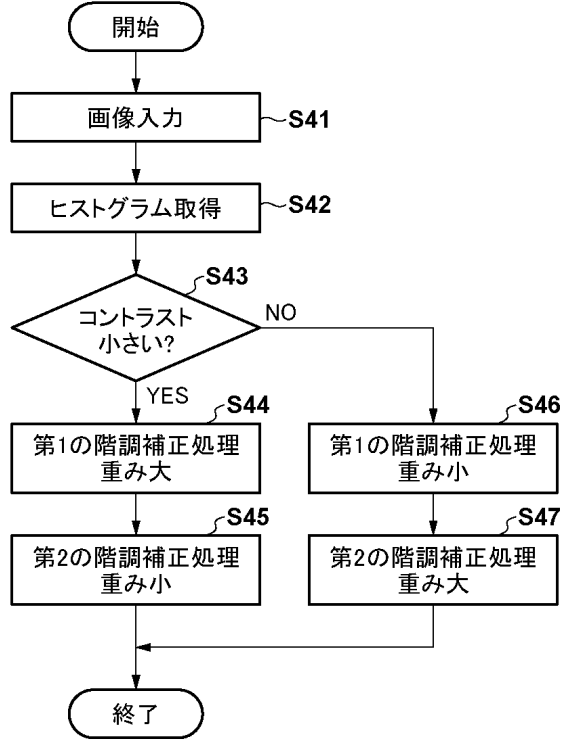 開始
画像入力
S41
ヒストグラム取得
S42
S43
コントラスト
小さい?
NO
YES
S44
第1の階調補正処理
重み大
S46
第1の階調補正処理
重み小
S45
第2の階調補正処理
重み小
S47
第2の階調補正処理
重み大
終了